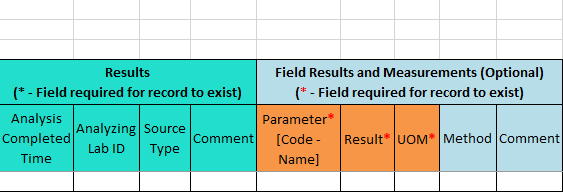 Results
(* - Field required for record to exist)
Field Results and Measurements (Optional)
(* - Field required for record to exist)
Analysis
Completed
Time
Analyzing
Lab ID
Source
Type
Comment
Parameter*
[Code -
Name]
Result*
UOM*
Method
Comment